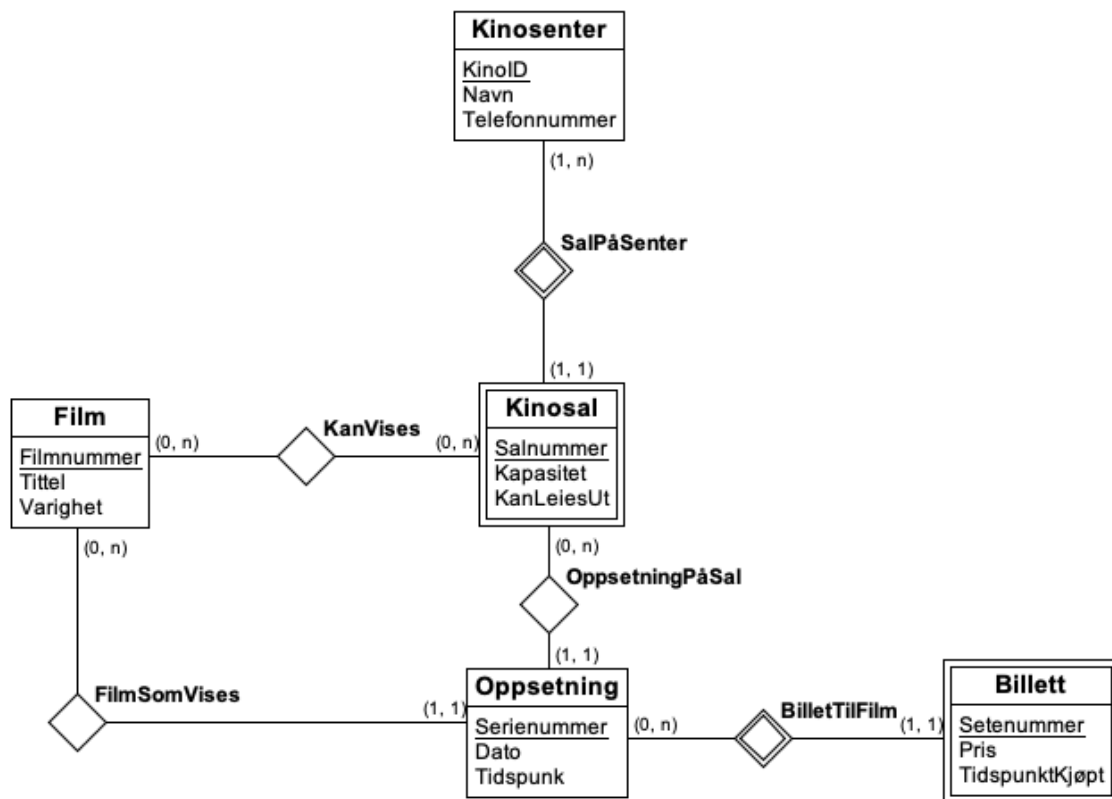 Kinosenter
KinoID
Navn
Telefonnummer
(1, n)
SalPåSenter
(1, 1)
Film
Filmnummer
Tittel
Varighet
(0, n)
KanVises
(0, n)
Kinosal
Salnummer
Kapasitet
KanLeiesUt
(0, n)
(0, n)
OppsetningPåSal
(1, 1)
FilmSomVises
(1, 1)
Oppsetning
Serienummer
Dato
Tidspunk
(0, n)
BilletTilFilm
(1, 1)
Billett
Setenummer
Pris
TidspunktKjøpt